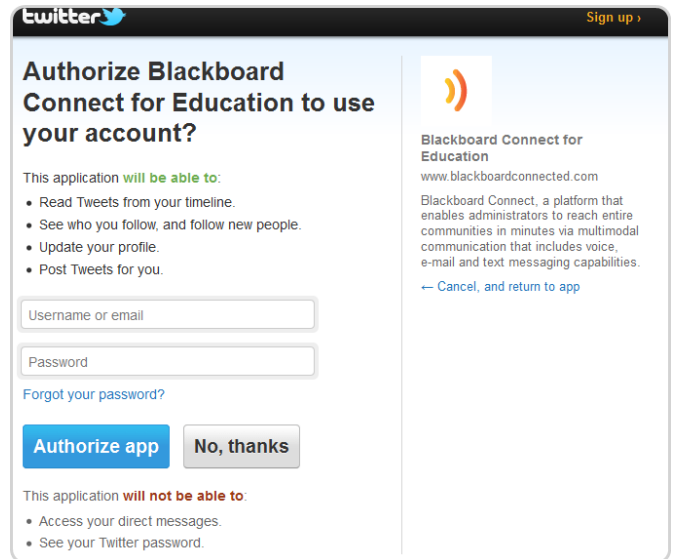 twitter
Sign up ›
Authorize Blackboard
Connect for Education to use
your account?
This application will be able to:
• Read Tweets from your timeline.
• See who you follow, and follow new people.
• Update your profile.
• Post Tweets for you.
Username or email
Password
Forgot your password?
Authorize app
No, thanks
This application will not be able to:
• Access your direct messages.
• See your Twitter password.
Blackboard Connect for
Education
www.blackboardconnected.com
Blackboard Connect, a platform that
enables administrators to reach entire
communities in minutes via multimodal
communication that includes voice,
e-mail and text messaging capabilities.
← Cancel, and return to app